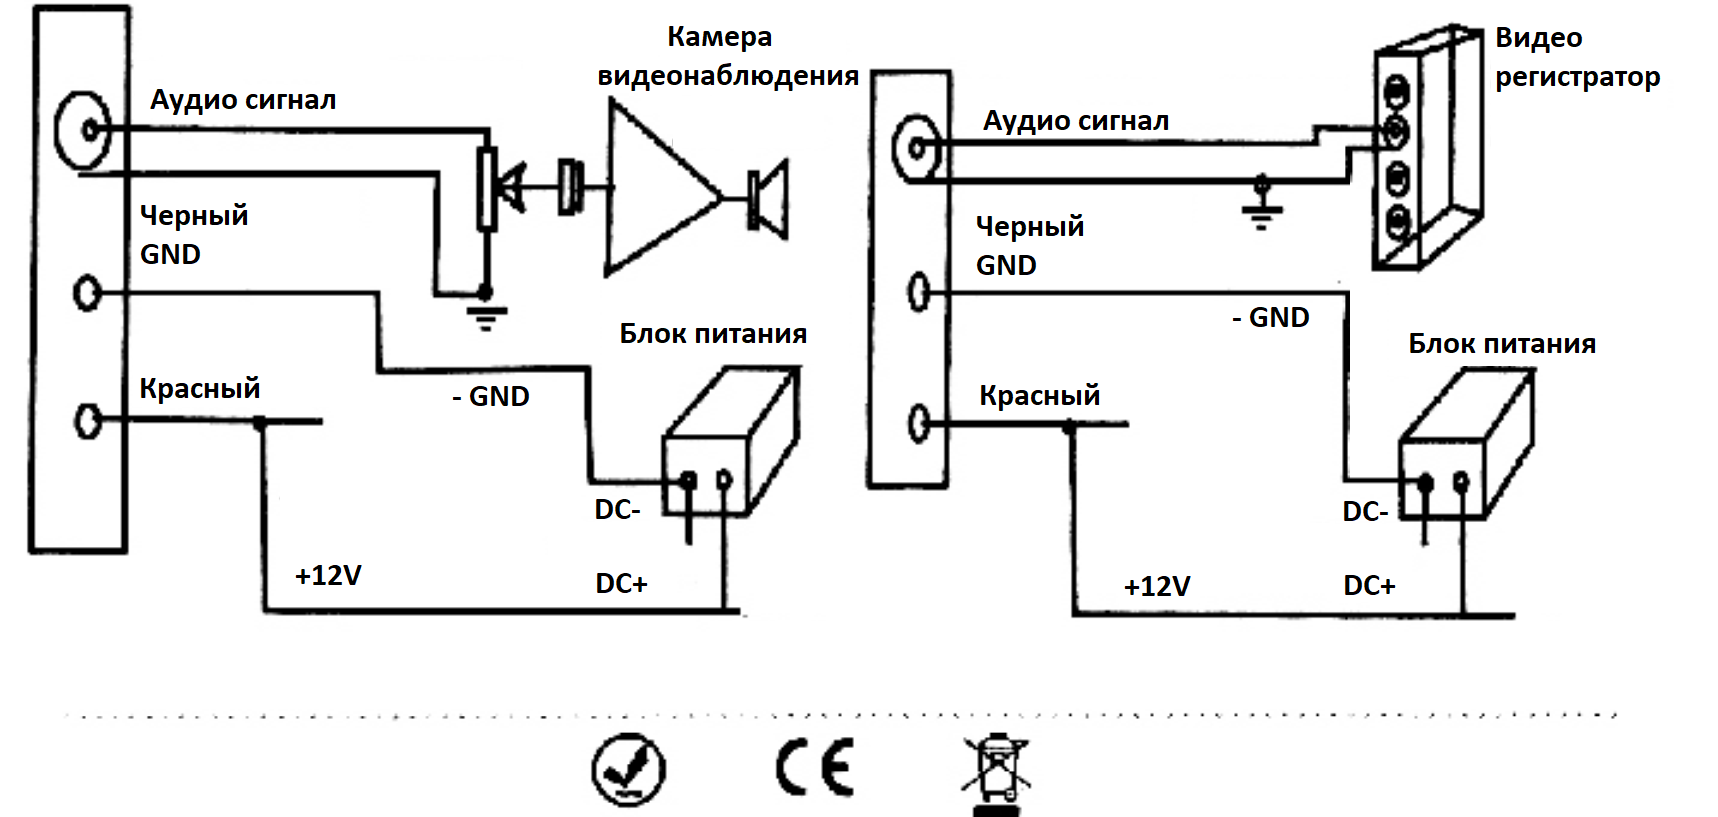 Камера
видеонаблюдения
Аудио сигнал
Черный
GND
Блок питания
Красный
- GND
DC-
+12V
DC+
Видео
регистратор
Аудио сигнал
Черный
GND
- GND
Блок питания
Красный
DC-
+12V
DC+
CE